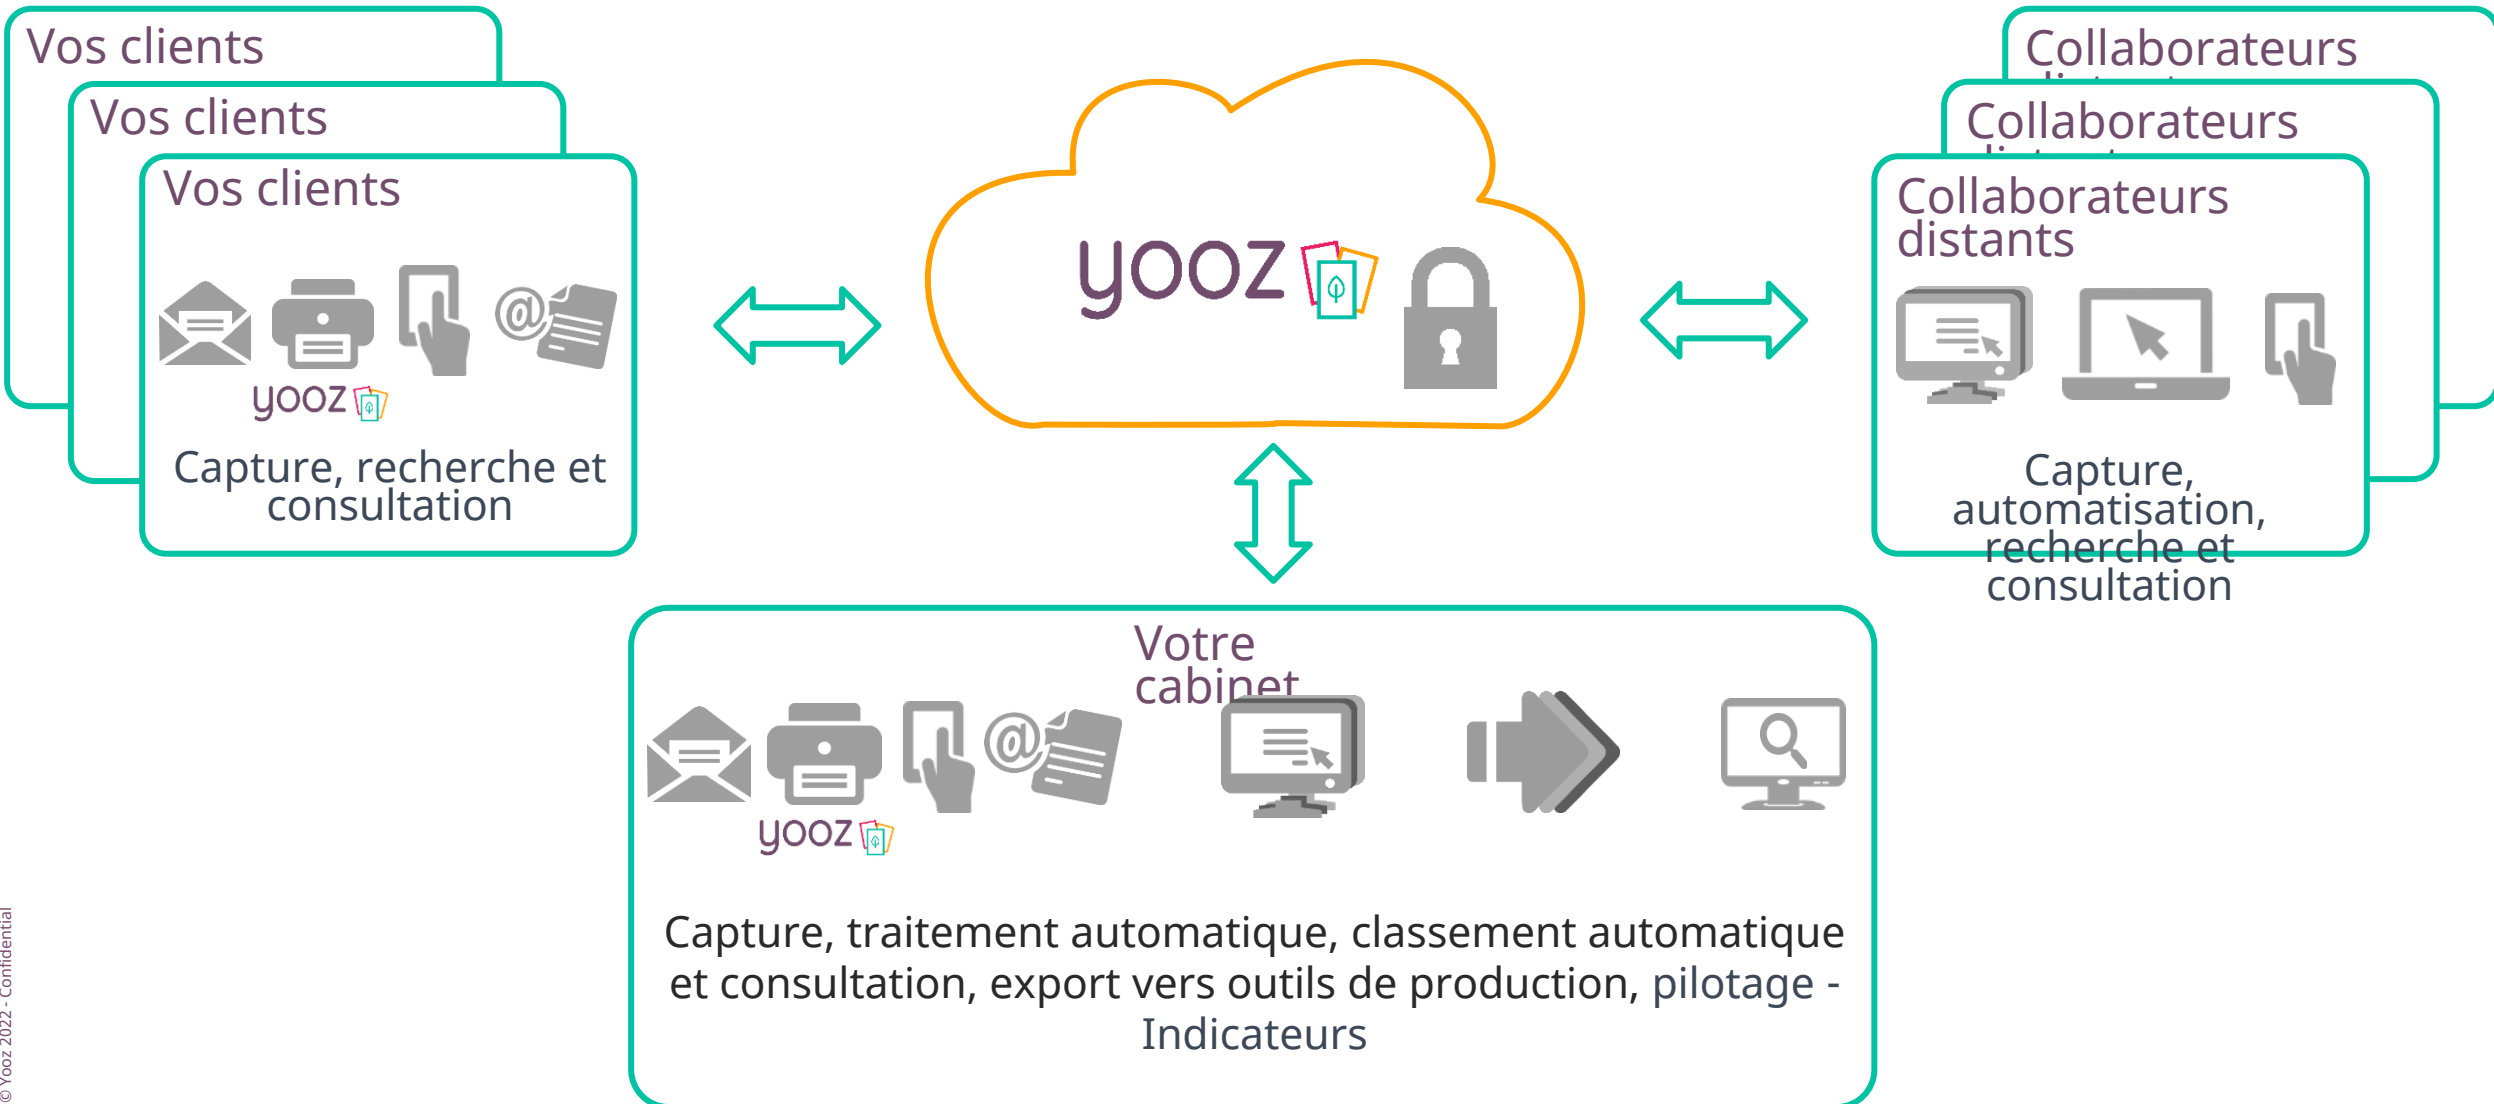 Vos clients
Vos clients
Vos clients
yooz
Capture, recherche et
consultation
yooz
Collaborateurs
Collaborateurs
Collaborateurs
distants
Capture,
automatisation,
recherche et
consultation
Votre
cabinet
@
@
yooz
Capture, traitement automatique, classement automatique
et consultation, export vers outils de production, pilotage -
Indicateurs
© Yooz 2022 - Confidential